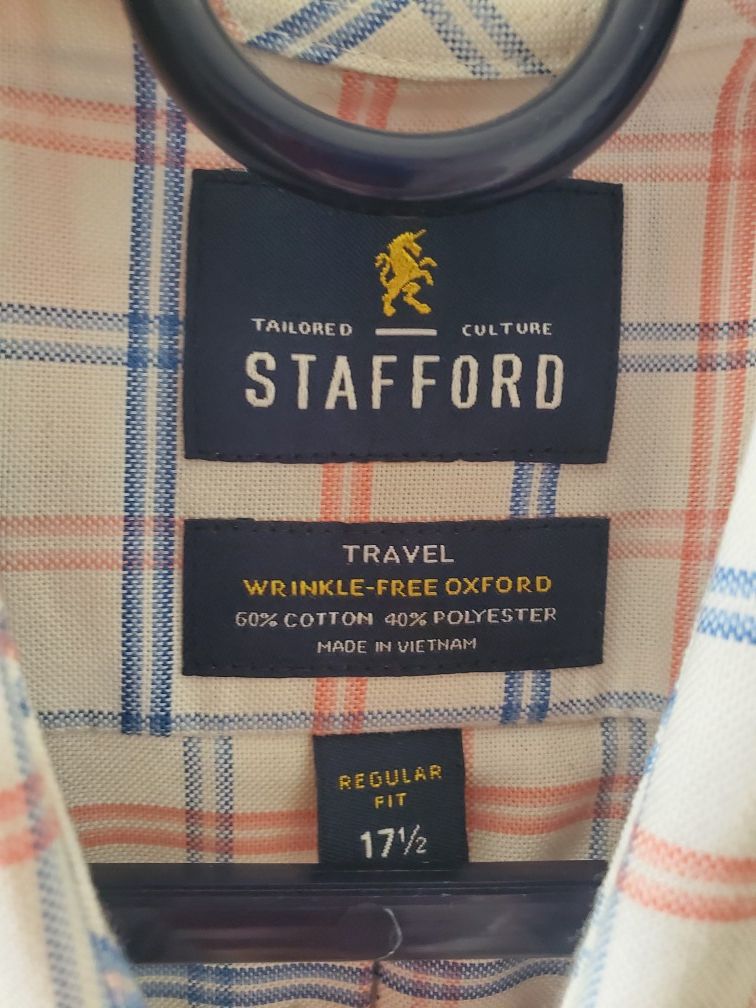 TAILORED CULTURE
STAFFORD
TRAVEL
WRINKLE-FREE OXFORD
60% COTTON 40% POLYESTER
MADE IN VIETNAM
REGULAR
FIT
17½